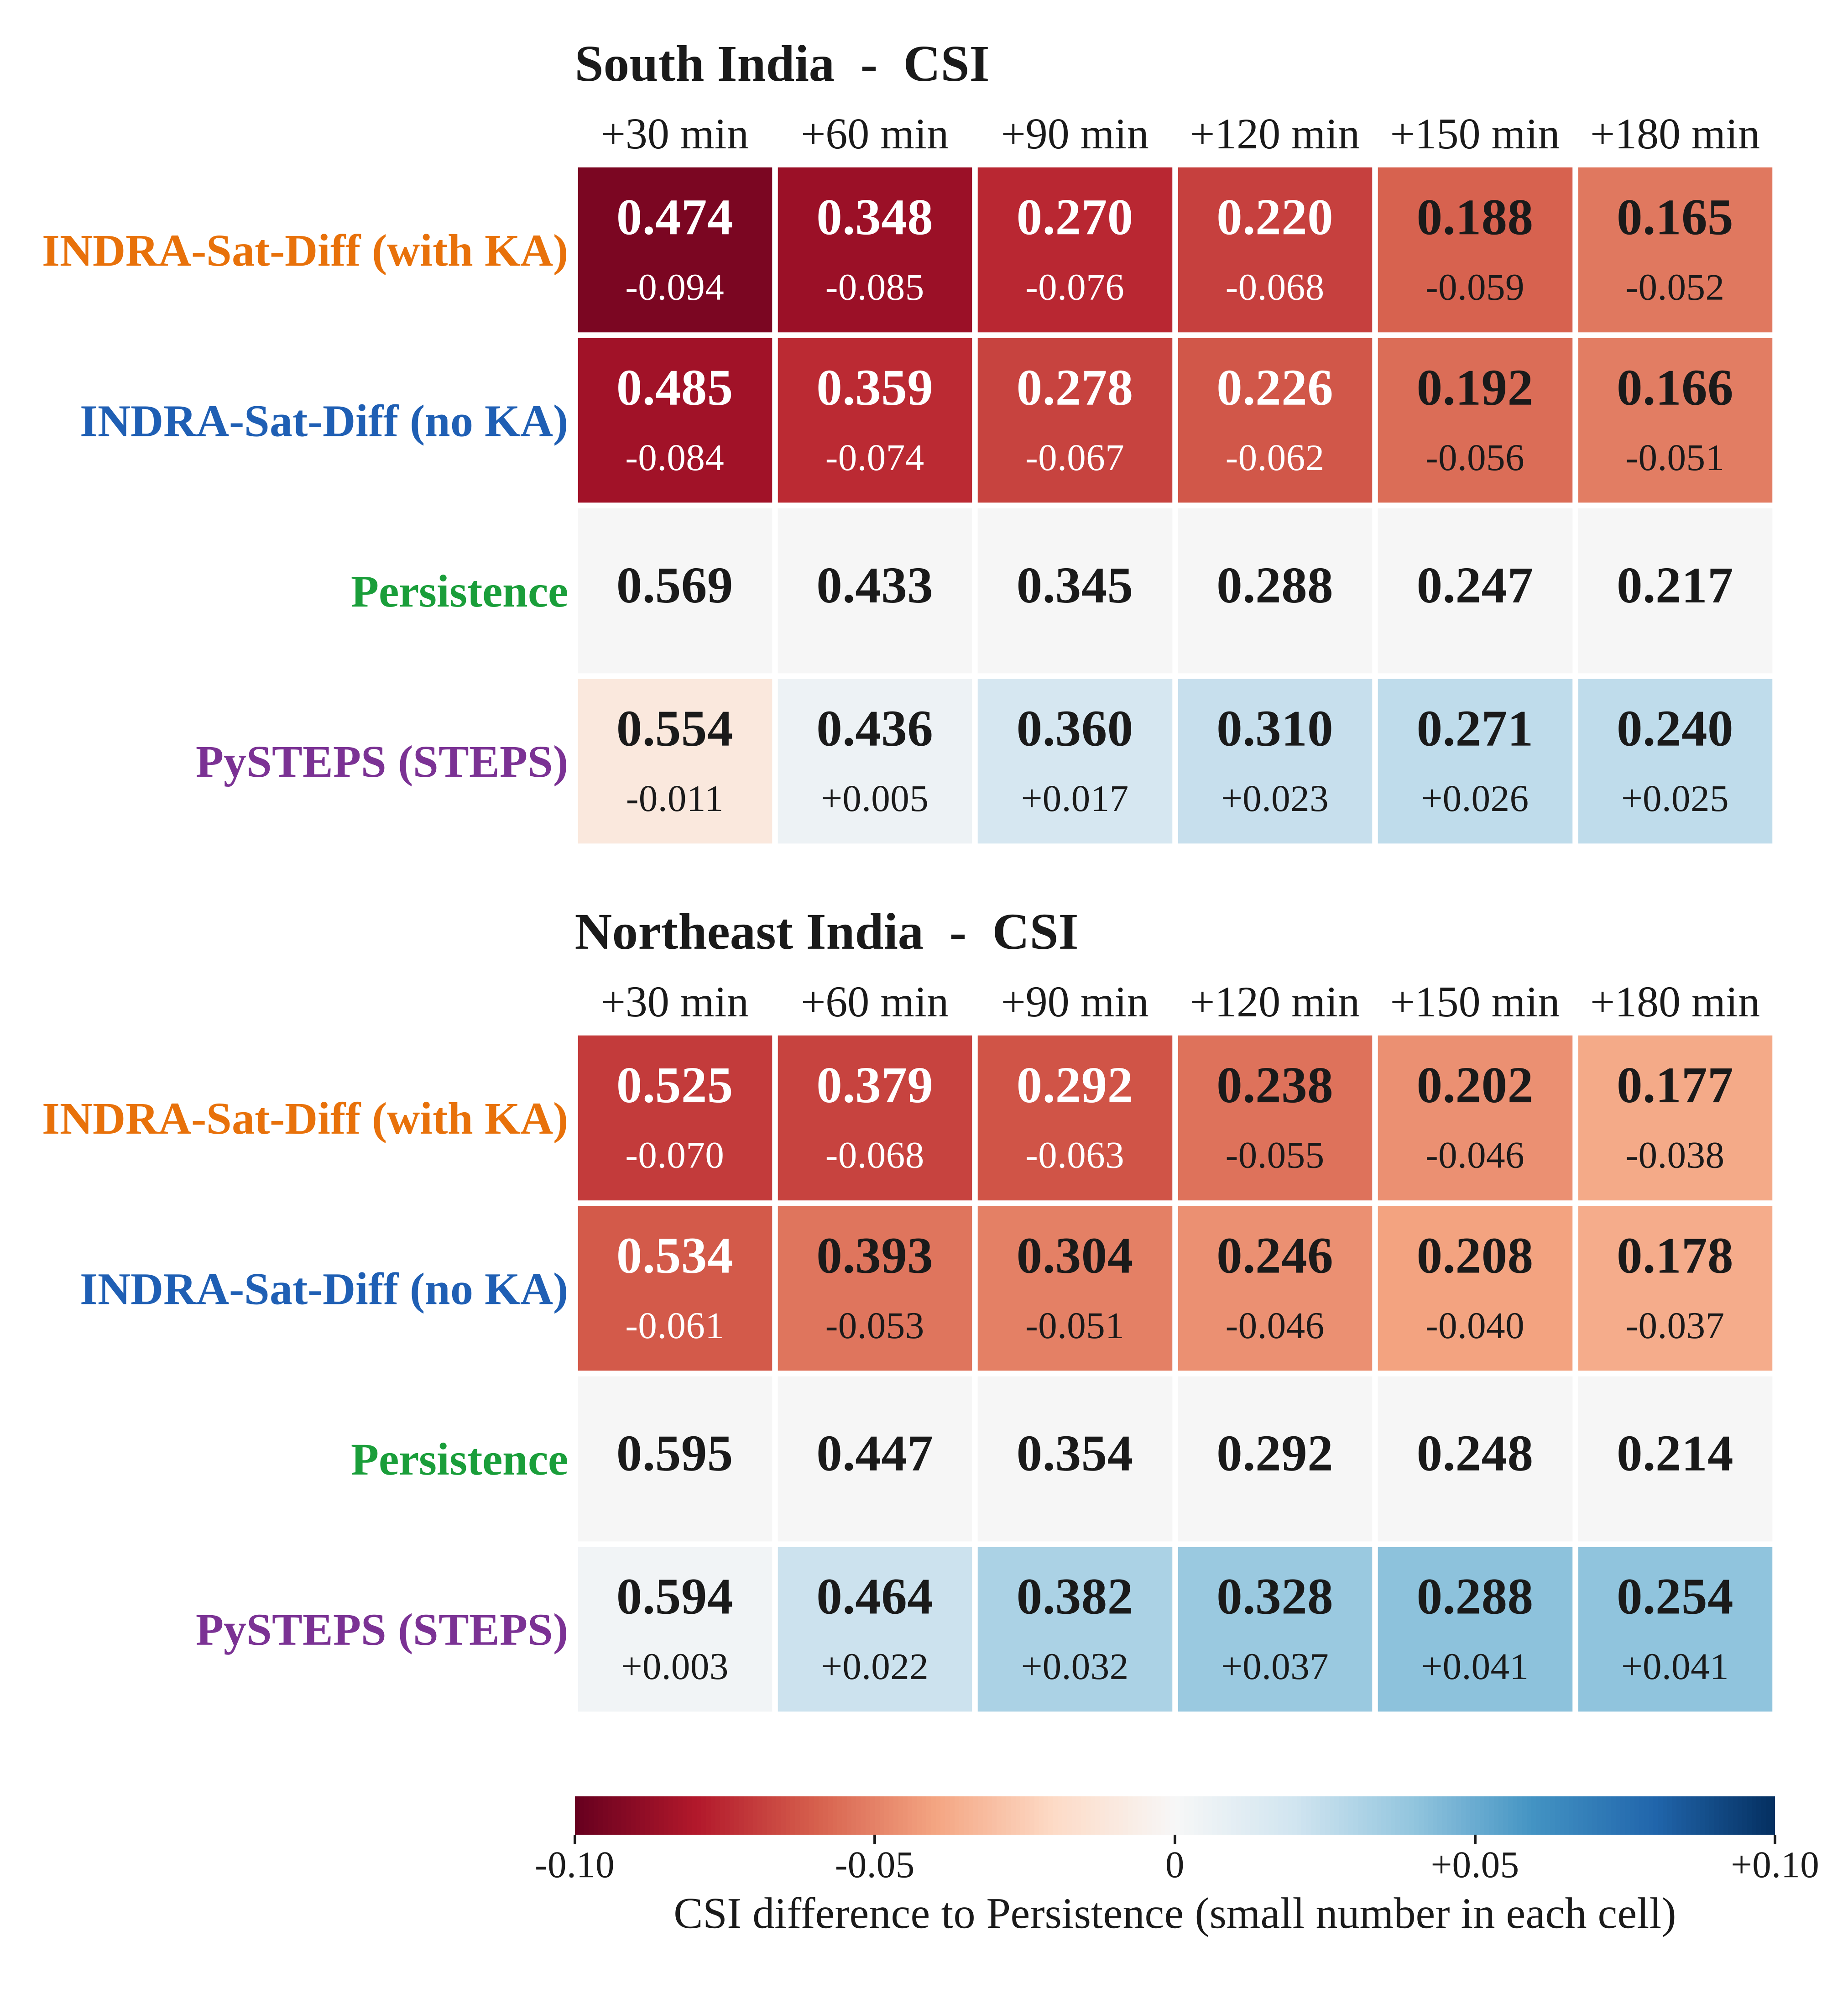 South India - CSI
+30 min +60 min +90 min +120 min +150 min +180 min
INDRA-Sat-Diff (with KA) 0.474 0.348 0.270 0.220 0.188 0.165
-0.094 -0.085 -0.076 -0.068 -0.059 -0.052
INDRA-Sat-Diff (no KA) 0.485 0.359 0.278 0.226 0.192 0.166
-0.084 -0.074 -0.067 -0.062 -0.056 -0.051
Persistence 0.569 0.433 0.345 0.288 0.247 0.217
PySTEPS (STEPS) 0.554 0.436 0.360 0.310 0.271 0.240
-0.011 +0.005 +0.017 +0.023 +0.026 +0.025
Northeast India - CSI
+30 min +60 min +90 min +120 min +150 min +180 min
INDRA-Sat-Diff (with KA) 0.525 0.379 0.292 0.238 0.202 0.177
-0.070 -0.068 -0.063 -0.055 -0.046 -0.038
INDRA-Sat-Diff (no KA) 0.534 0.393 0.304 0.246 0.208 0.178
-0.061 -0.053 -0.051 -0.046 -0.040 -0.037
Persistence 0.595 0.447 0.354 0.292 0.248 0.214
PySTEPS (STEPS) 0.594 0.464 0.382 0.328 0.288 0.254
+0.003 +0.022 +0.032 +0.037 +0.041 +0.041
-0.10 -0.05 0 +0.05 +0.10
CSI difference to Persistence (small number in each cell)